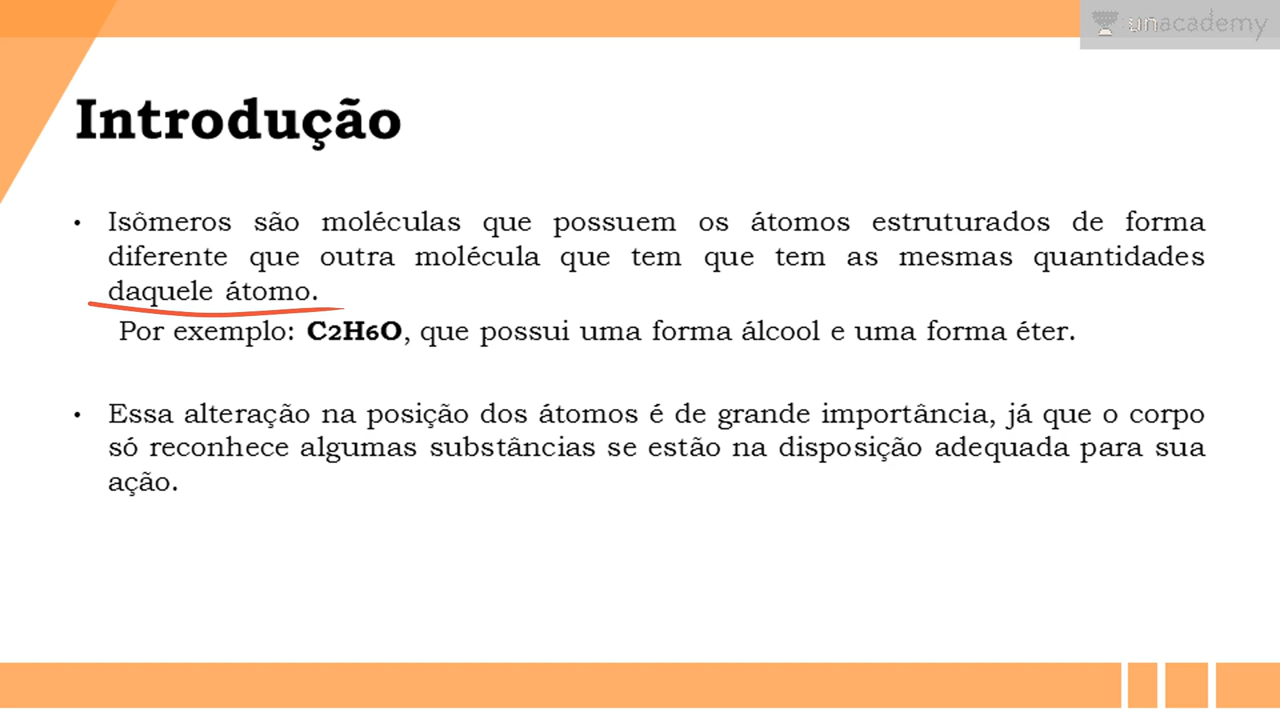 unacademy
Introdução
• Isômeros são moléculas que possuem os átomos estruturados de forma
diferente que outra molécula que tem que tem as mesmas quantidades
daquele átomo.
Por exemplo: C2H6O, que possui uma forma álcool e uma forma éter.
• Essa alteração na posição dos átomos é de grande importância, já que o corpo
só reconhece algumas substâncias se estão na disposição adequada para sua
ação.